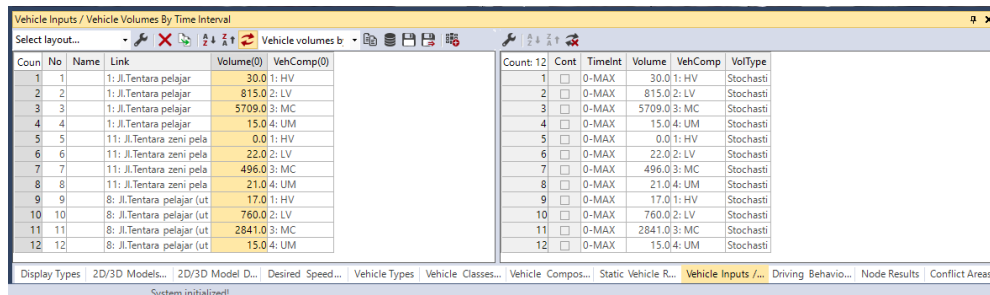 Vehicle Inputs / Vehicle Volumes By Time Interval
Select layout... Vehicle volumes by
Coun No Name Link Volume(0) VehComp(0)
1 1 1: Jl.Tentara pelajar 30.0 1: HV
2 2 1: Jl.Tentara pelajar 815.0 2: LV
3 3 1: Jl.Tentara pelajar 5709.0 3: MC
4 4 1: Jl.Tentara pelajar 15.0 4: UM
5 5 11: Jl.Tentara zeni pela 0.0 1: HV
6 6 11: Jl.Tentara zeni pela 22.0 2: LV
7 7 11: Jl.Tentara zeni pela 496.0 3: MC
8 8 11: Jl.Tentara zeni pela 21.0 4: UM
9 9 8: Jl.Tentara pelajar (ut 17.0 1: HV
10 10 8: Jl.Tentara pelajar (ut 760.0 2: LV
11 11 8: Jl.Tentara pelajar (ut 2841.0 3: MC
12 12 8: Jl.Tentara pelajar (ut 15.0 4: UM
Count: 12 Cont TimeInt Volume VehComp VolType
1 0-MAX 30.0 1: HV Stochasti
2 0-MAX 815.0 2: LV Stochasti
3 0-MAX 5709.0 3: MC Stochasti
4 0-MAX 15.0 4: UM Stochasti
5 0-MAX 0.0 1: HV Stochasti
6 0-MAX 22.0 2: LV Stochasti
7 0-MAX 496.0 3: MC Stochasti
8 0-MAX 21.0 4: UM Stochasti
9 0-MAX 17.0 1: HV Stochasti
10 0-MAX 760.0 2: LV Stochasti
11 0-MAX 2841.0 3: MC Stochasti
12 0-MAX 15.0 4: UM Stochasti
Display Types 2D/3D Models... 2D/3D Model D... Desired Speed... Vehicle Types Vehicle Classes... Vehicle Compos... Static Vehicle R... Vehicle Inputs /... Driving Behavio... Node Results Conflict Areas
System initialized!